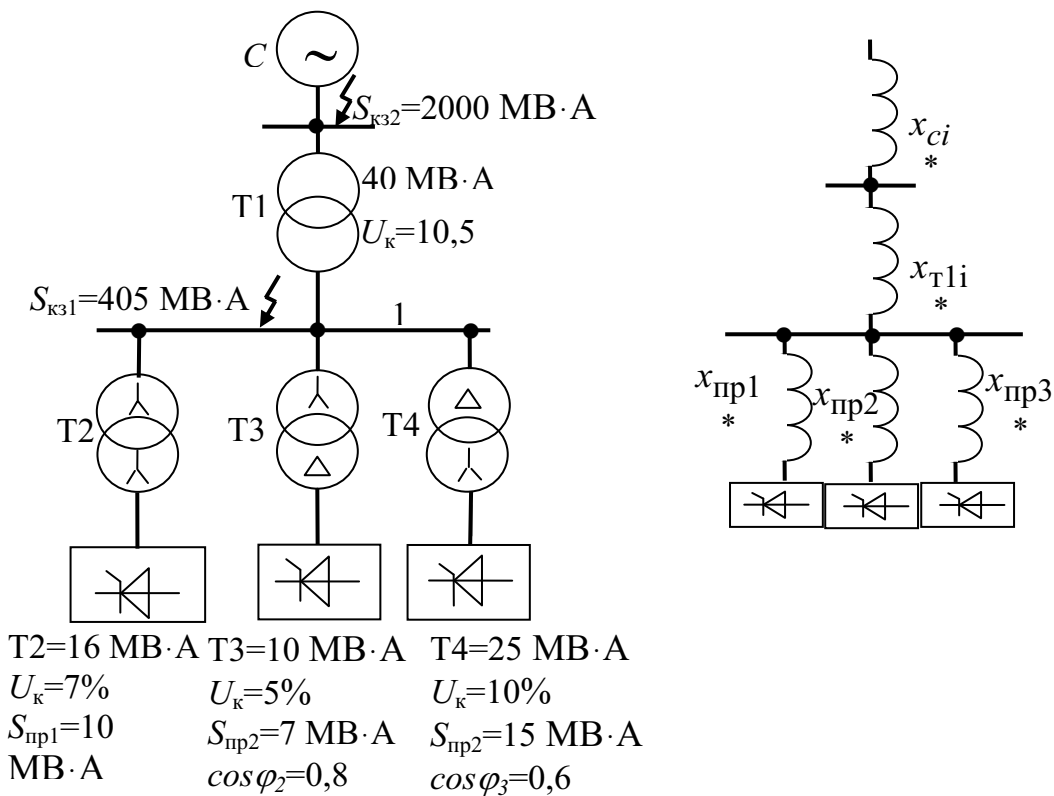 C
~
S кз2=2000 МВ·А
40 МВ·А
T1
U к=10,5
S кз1=405 МВ·А
1
T2
T3
T4
T2=16 МВ·А
U к=7%
S пр1=10
МВ·А
T3=10 МВ·А
U к=5%
S пр2=7 МВ·А
cosφ2=0,8
T4=25 МВ·А
U к=10%
S пр2=15 МВ·А
cosφ3=0,6
x ci
*
x т1i
*
x пр1
*
x пр2
*
x пр3
*